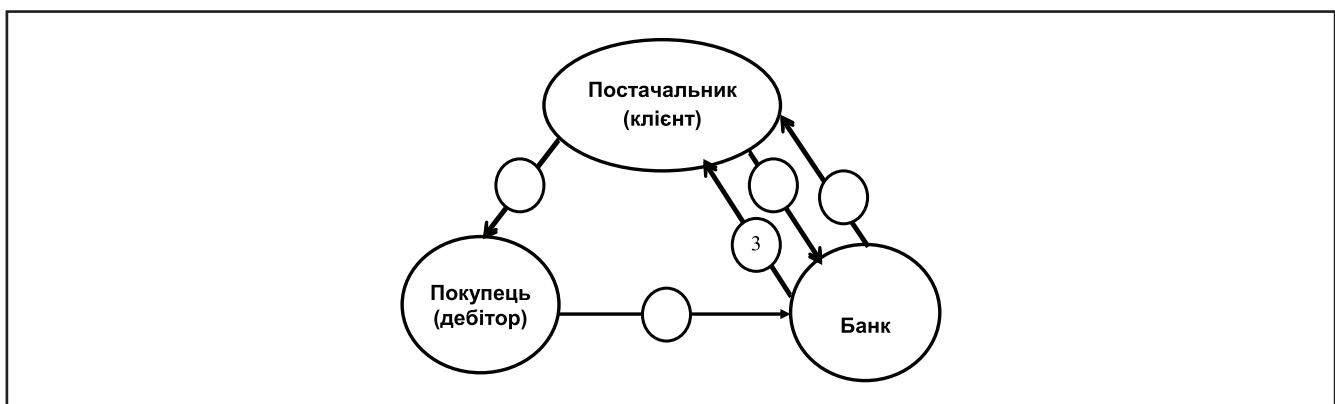 Постачальник
(клієнт)
3
Покупець
(дебітор)
Банк